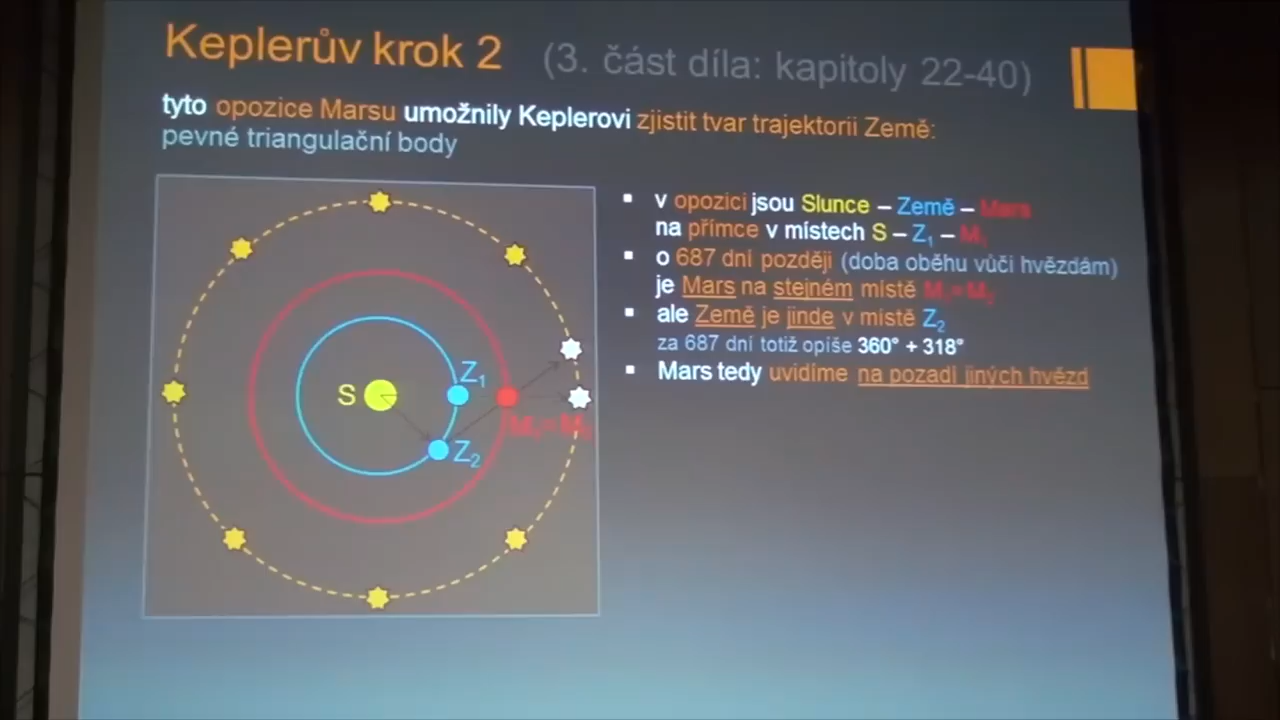 Keplerův krok 2 (3. část díla: kapitoly 22-40)
tyto opozice Marsu umožnily Keplerovi zjistit tvar trajektorii Země:
pevné triangulační body
▪ v opozici jsou Slunce – Země – Mars
na přímce v místech S – Z₁ – M₁
▪ o 687 dní později (doba oběhu vůči hvězdám)
je Mars na stejném místě M₁=M₂
▪ ale Země je jinde v místě Z₂
za 687 dní totiž opíše 360° + 318°
▪ Mars tedy uvidíme na pozadí jiných hvězd
S
Z₁
M₁=M₂
Z₂